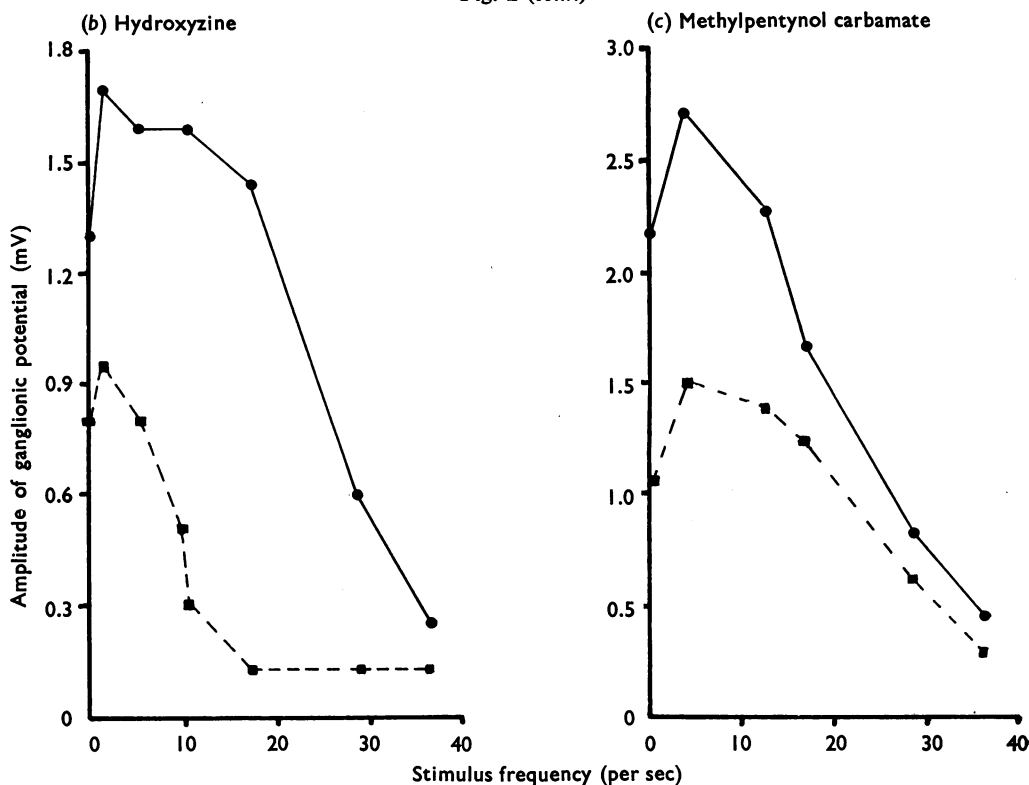 (b) Hydroxyzine
(c) Methylpentynol carbamate
1.8
1.5
1.2
0.9
0.6
0.3
0
Amplitude of ganglionic potential (mV)
0 10 20 30 40
3.0
2.5
2.0
1.5
1.0
0.5
0
0 10 20 30 40
Stimulus frequency (per sec)